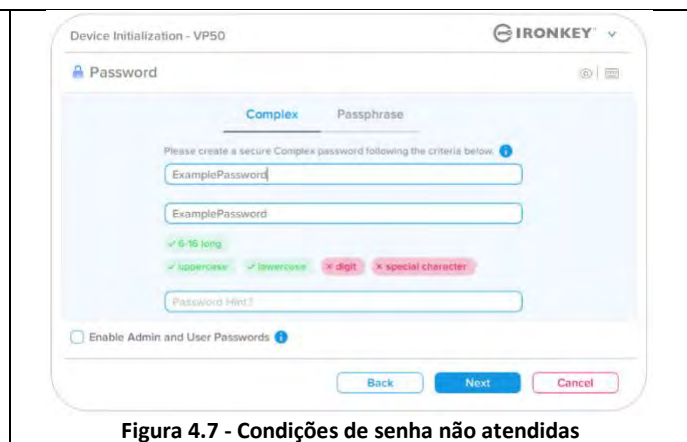 Device Initialization - VP50
IRONKEY
Password
Complex Passphrase
Please create a secure Complex password following the criteria below.
ExamplePassword
ExamplePassword
✓ 6-16 long
✓ uppercase ✓ lowercase × digit × special character
Password Hint?
Enable Admin and User Passwords
Back Next Cancel
Figura 4.7 - Condições de senha não atendidas